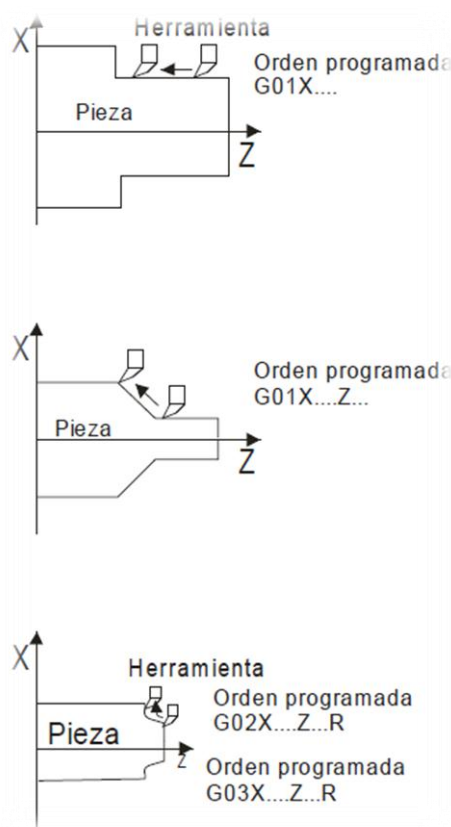 Herramienta
X
Orden programada
G01X....
Pieza
Z
X
Orden programada
G01X....Z...
Pieza
Z
X
Herramienta
Orden programada
G02X....Z...R
Pieza
Z
Orden programada
G03X....Z...R